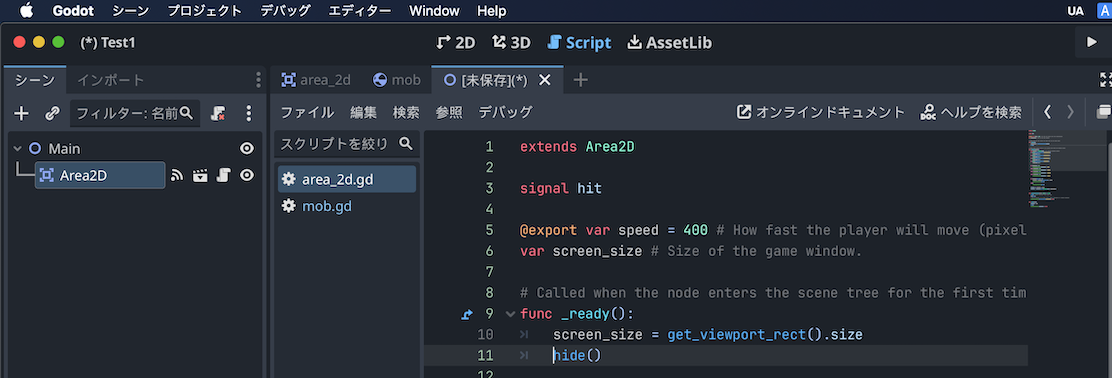 Godot シーン プロジェクト デバッグ エディター Window Help UA A
(*) Test1 2D 3D Script AssetLib
シーン インポート area_2d mob [未保存](*)
フィルター: 名前 ファイル 編集 検索 参照 デバッグ オンラインドキュメント ヘルプを検索
Main
Area2D
スクリプトを絞り
area_2d.gd
mob.gd
1 extends Area2D
2
3 signal hit
4
5 @export var speed = 400 # How fast the player will move (pixel
6 var screen_size # Size of the game window.
7
8 # Called when the node enters the scene tree for the first tim
9 func _ready():
10 screen_size = get_viewport_rect().size
11 hide()
12